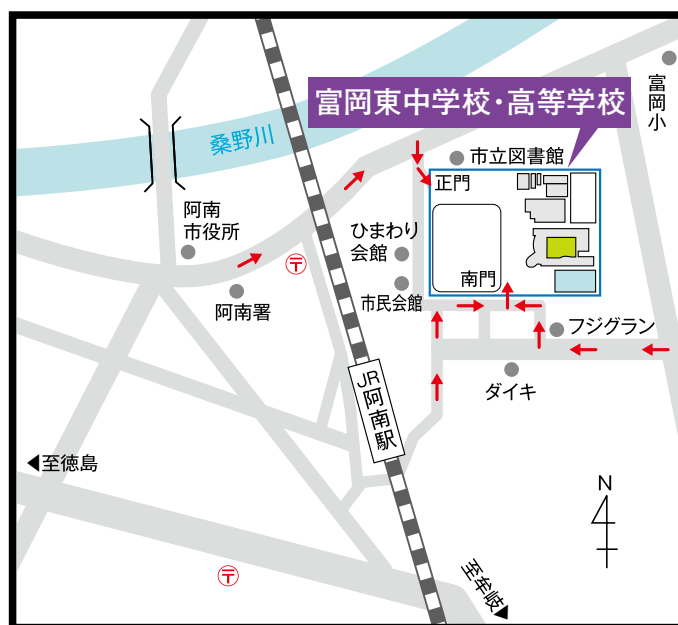 富岡東中学校・高等学校
富岡小
桑野川
市立図書館
正門
阿南
市役所
ひまわり
会館
南門
市民会館
〒
阿南署
フジグラン
JR阿南駅
ダイキ
◀至徳島
N
〒
至牟岐▶